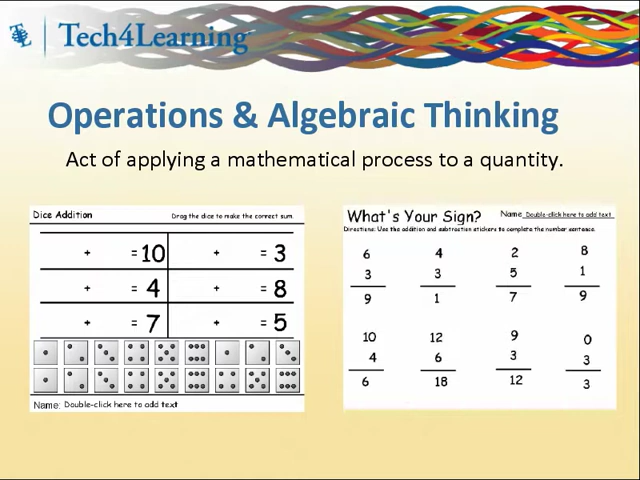 TL Tech4Learning
Operations & Algebraic Thinking
Act of applying a mathematical process to a quantity.
Dice Addition Drag the dice to make the correct sum.
+ = 10 + = 3
+ = 4 + = 8
+ = 7 + = 5
Name: Double-click here to add text
What's Your Sign? Name Double-click here to add text
Directions: Use the addition and subtraction stickers to complete the number sentence.
6 4 2 8
3 3 5 1
9 1 7 9
10 12 9 0
4 6 3 3
6 18 12 3